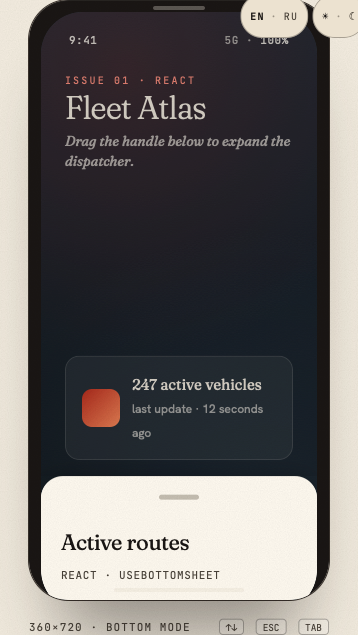 EN · RU
9:41
5G · 100%
ISSUE 01 · REACT
Fleet Atlas
Drag the handle below to expand the
dispatcher.
247 active vehicles
last update · 12 seconds
ago
Active routes
REACT · USEBOTTOMSHEET
360×720 · BOTTOM MODE
↑↓
ESC
TAB